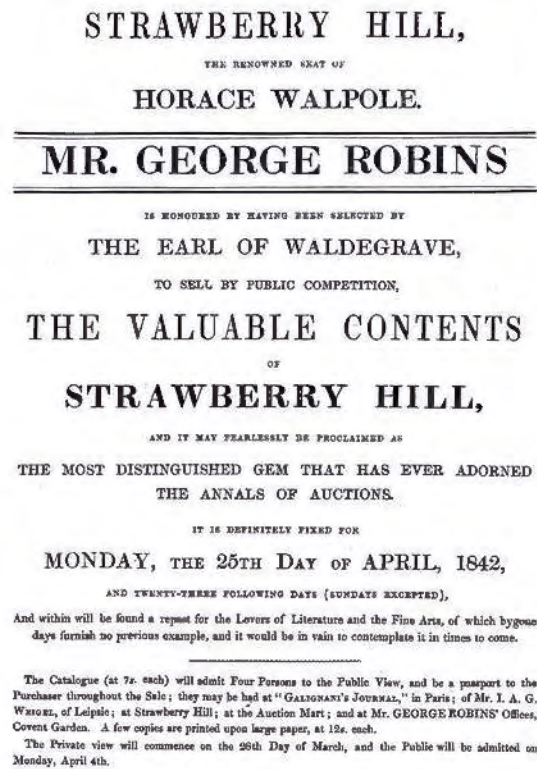 STRAWBERRY HILL,
THE RENOWNED SEAT OF
HORACE WALPOLE.
MR. GEORGE ROBINS
IS HONOURED BY HAVING BEEN SELECTED BY
THE EARL OF WALDEGRAVE,
TO SELL BY PUBLIC COMPETITION,
THE VALUABLE CONTENTS
OF
STRAWBERRY HILL,
AND IT MAY FEARLESSLY BE PROCLAIMED AS
THE MOST DISTINGUISHED GEM THAT HAS EVER ADORNED
THE ANNALS OF AUCTIONS.
IT IS DEFINITELY FIXED FOR
MONDAY, THE 25TH DAY OF APRIL, 1842,
AND TWENTY-THREE FOLLOWING DAYS (SUNDAYS EXCEPTED),
And within will be found a repast for the Lovers of Literature and the Fine Arts, of which bygone
days furnish no previous example, and it would be in vain to contemplate it in times to come.
The Catalogue (at 7s. each) will admit Four Persons to the Public View, and be a passport to the
Purchaser throughout the Sale; they may be had at "GALIGNANI'S JOURNAL," in Paris; of Mr. I. A. G.
WEIGEL, of Leipsic; at Strawberry Hill; at the Auction Mart; and at Mr. GEORGE ROBINS' Offices,
Covent Garden. A few copies are printed upon large paper, at 12s. each.
The Private view will commence on the 28th Day of March, and the Public will be admitted on
Monday, April 4th.